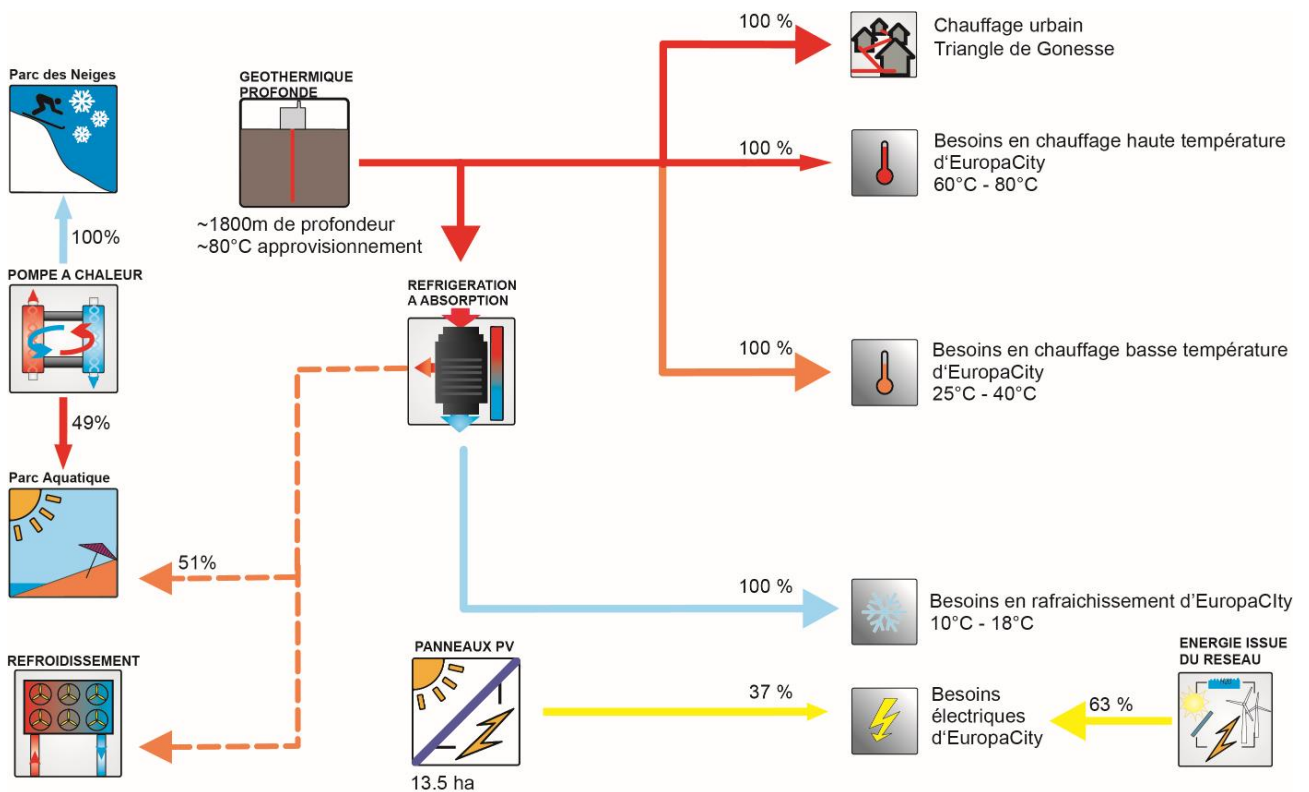 100 %
Chauffage urbain
Triangle de Gonesse
Parc des Neiges
GEOTHERMIQUE
PROFONDE
100 %
Besoins en chauffage haute température
d'EuropaCity
60°C - 80°C
~1800m de profondeur
~80°C approvisionnement
100%
POMPE A CHALEUR
REFRIGERATION
A ABSORPTION
100 %
Besoins en chauffage basse température
d'EuropaCity
25°C - 40°C
49%
Parc Aquatique
51%
100 %
Besoins en rafraichissement d'EuropaCIty
10°C - 18°C
REFROIDISSEMENT
PANNEAUX PV
ENERGIE ISSUE
DU RESEAU
37 %
Besoins
électriques
d'EuropaCity
63 %
13.5 ha